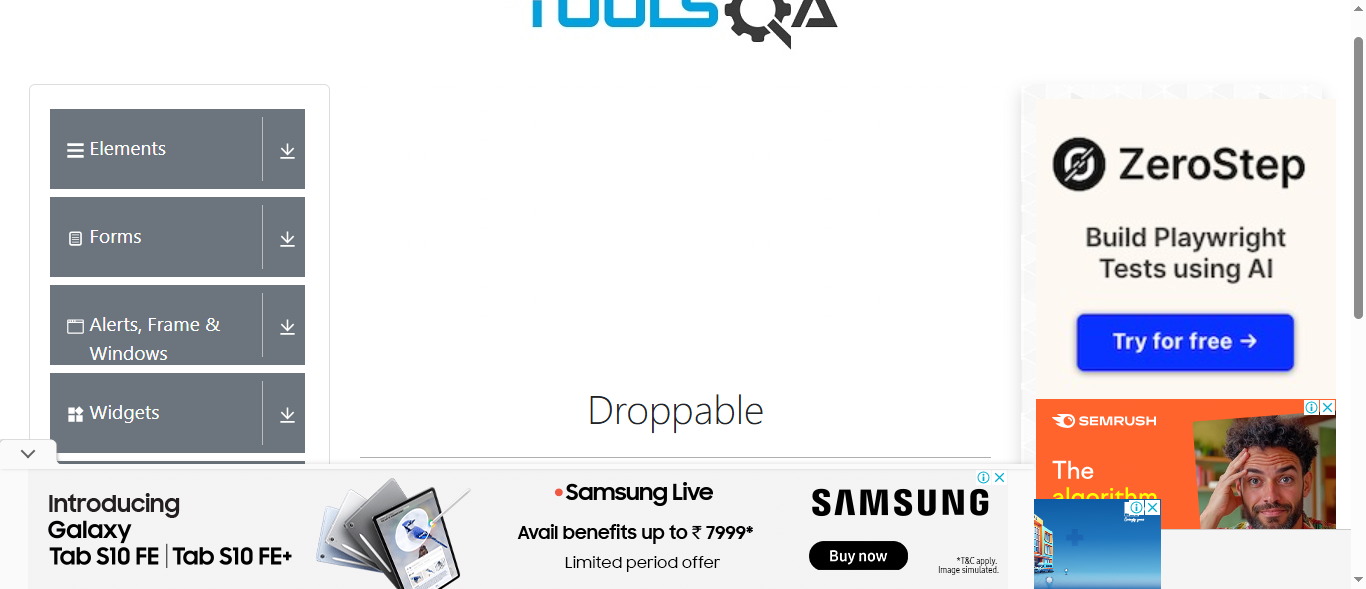 TOOLSQA
Elements
Forms
Alerts, Frame &
Windows
Widgets
Droppable
ZeroStep
Build Playwright
Tests using AI
Try for free →
SEMRUSH
The
algorithm
Introducing
Galaxy
Tab S10 FE | Tab S10 FE+
Samsung Live
Avail benefits up to ₹ 7999*
Limited period offer
SAMSUNG
Buy now
*T&C apply.
Image simulated.